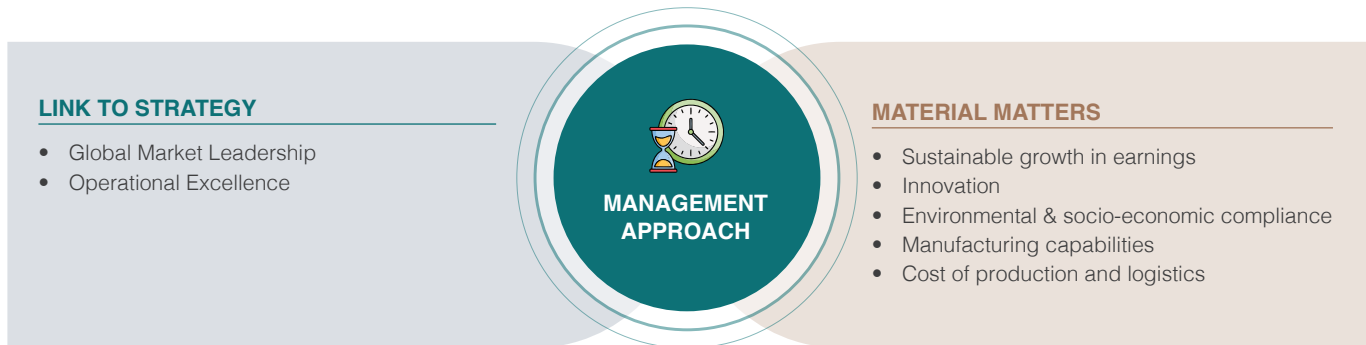 LINK TO STRATEGY
• Global Market Leadership
• Operational Excellence
MANAGEMENT
APPROACH
MATERIAL MATTERS
• Sustainable growth in earnings
• Innovation
• Environmental & socio-economic compliance
• Manufacturing capabilities
• Cost of production and logistics